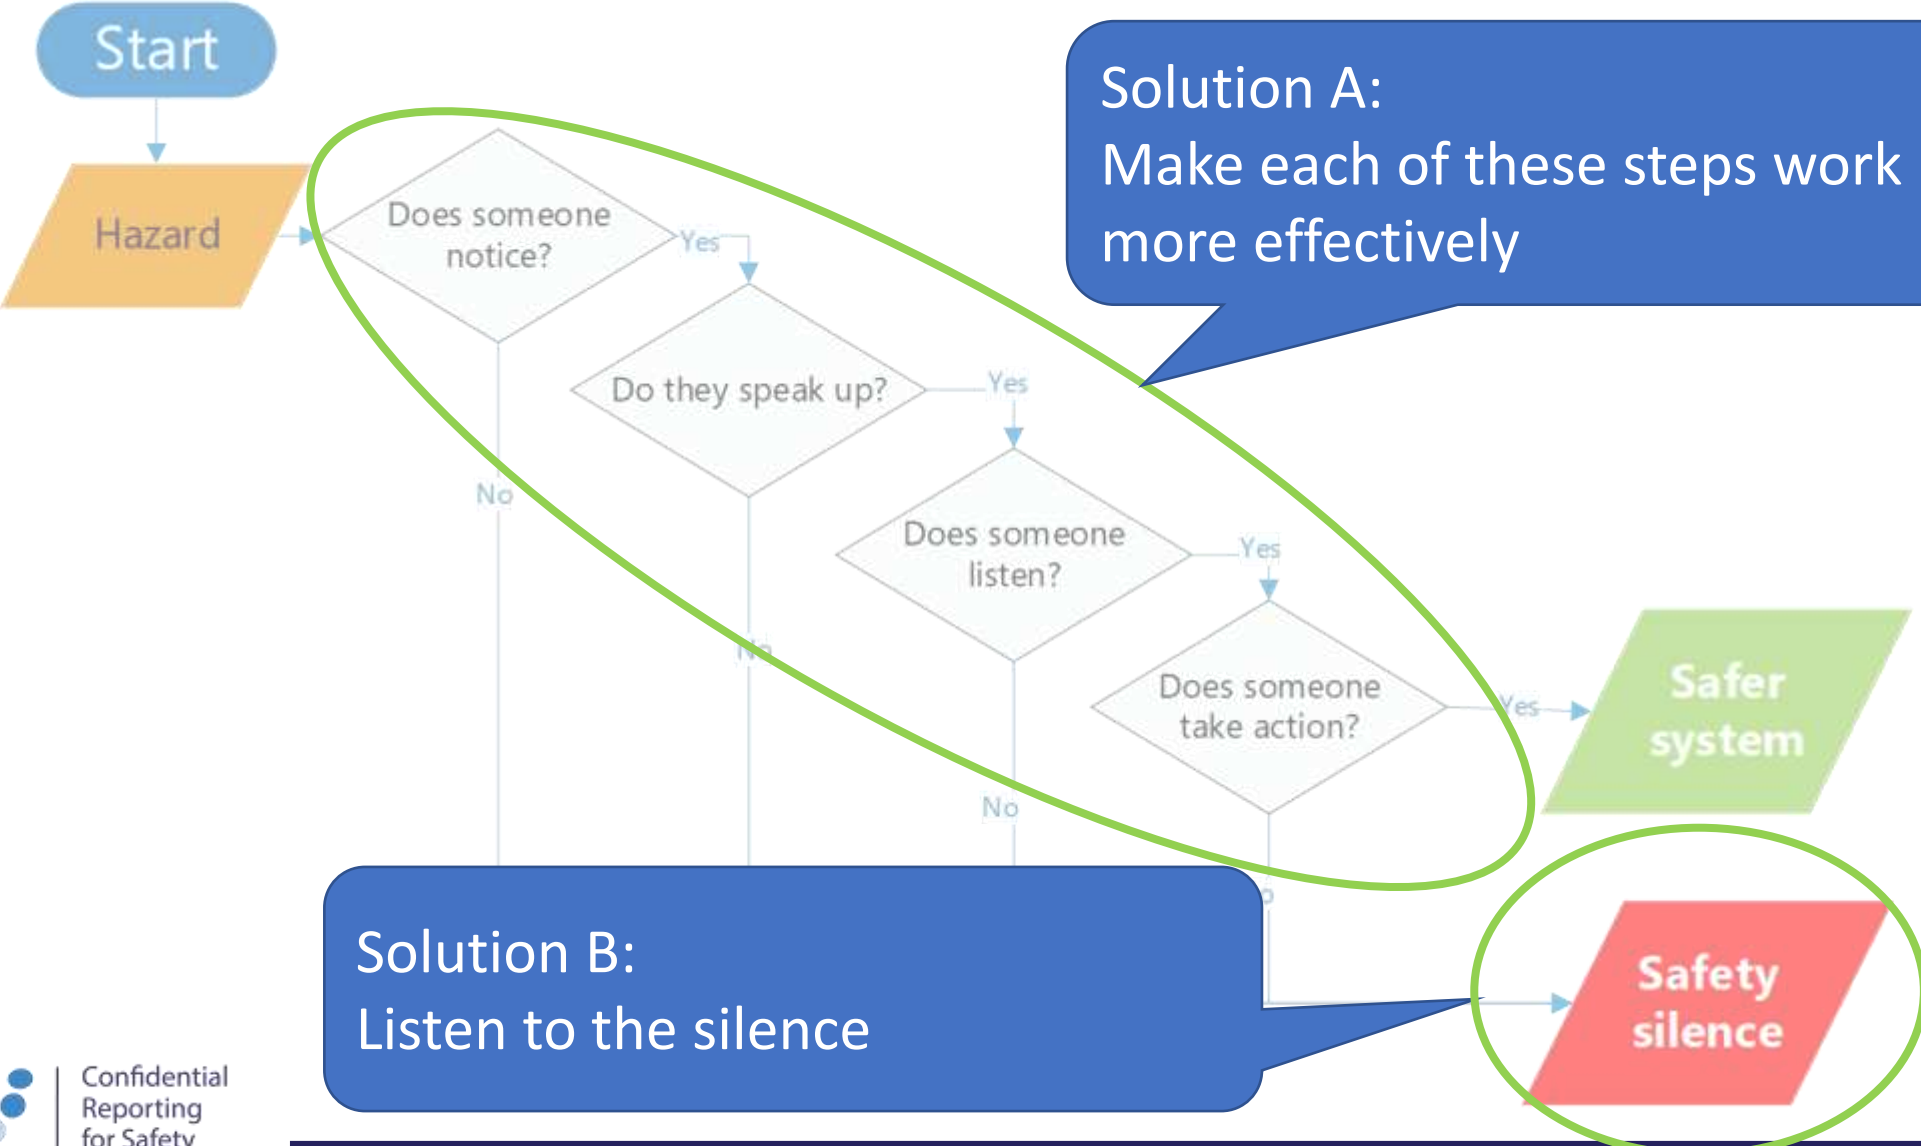 Start
Solution A:
Make each of these steps work
more effectively
Hazard
Does someone
notice?
Yes
Do they speak up?
Yes
No
Does someone
listen?
Yes
No
Does someone
take action?
Yes
Safer
system
No
Solution B:
Listen to the silence
Safety
silence
Confidential
Reporting
for Safety